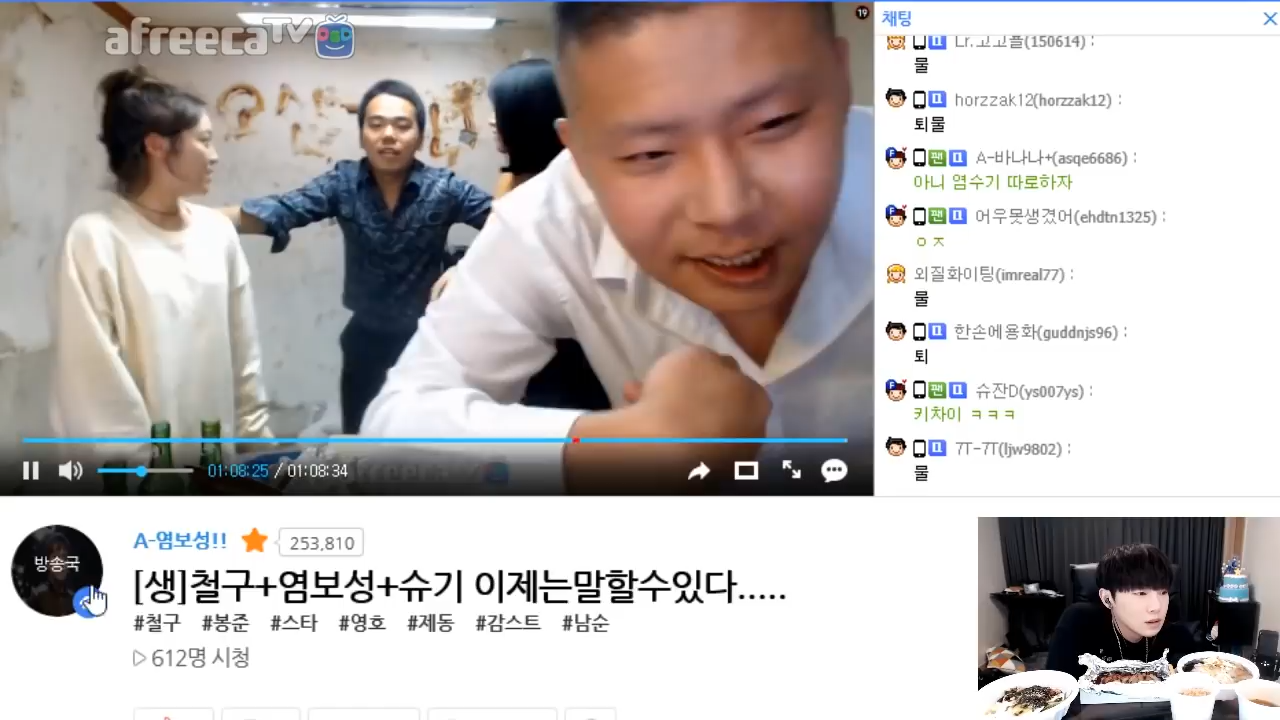 afreecaTV
19
채팅
Lr.고고플(150614) :
물
horzzak12(horzzak12) :
퇴물
팬 A-바나나+(asqe6686) :
아니 염수기 따로하자
팬 어우못생겼어(ehdtn1325) :
ㅇㅈ
외질화이팅(imreal77) :
물
한손에용화(guddnjs96) :
퇴
팬 슈잔D(ys007ys) :
키차이 ㅋㅋㅋ
7T-7T(ljw9802) :
물
01:08:25 / 01:08:34
방송국
A-염보성!! 253,810
[생]철구+염보성+슈기 이제는말할수있다.....
#철구 #봉준 #스타 #영호 #제동 #감스트 #남순
612명 시청